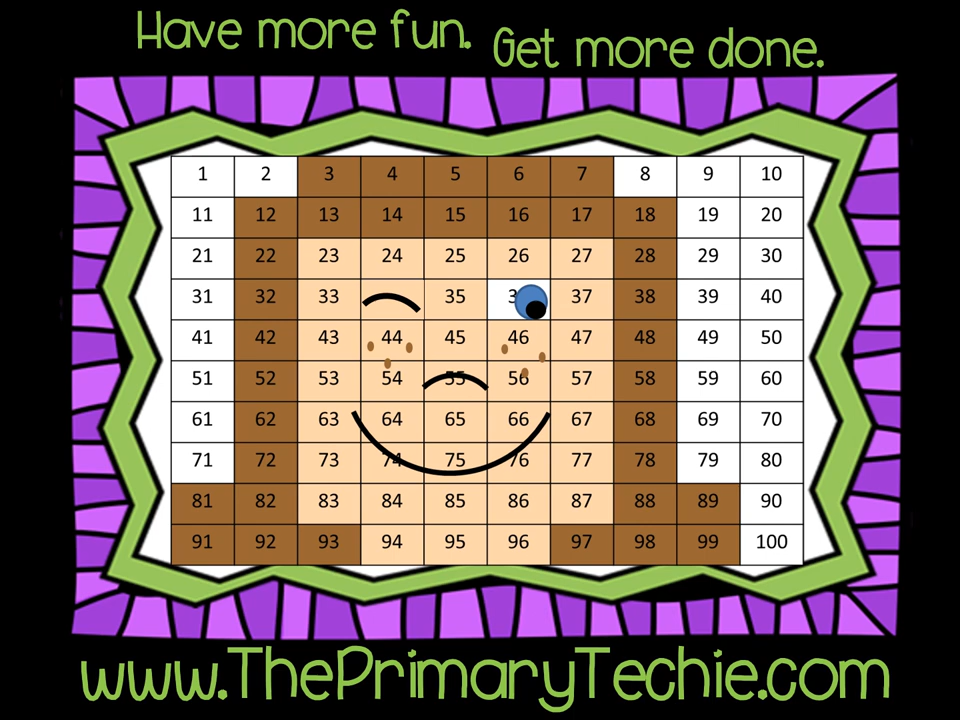 Have more fun. Get more done.
1 2 3 4 5 6 7 8 9 10
11 12 13 14 15 16 17 18 19 20
21 22 23 24 25 26 27 28 29 30
31 32 33 35 37 38 39 40
41 42 43 44 45 46 47 48 49 50
51 52 53 54 55 56 57 58 59 60
61 62 63 64 65 66 67 68 69 70
71 72 73 74 75 76 77 78 79 80
81 82 83 84 85 86 87 88 89 90
91 92 93 94 95 96 97 98 99 100
www.ThePrimaryTechie.com